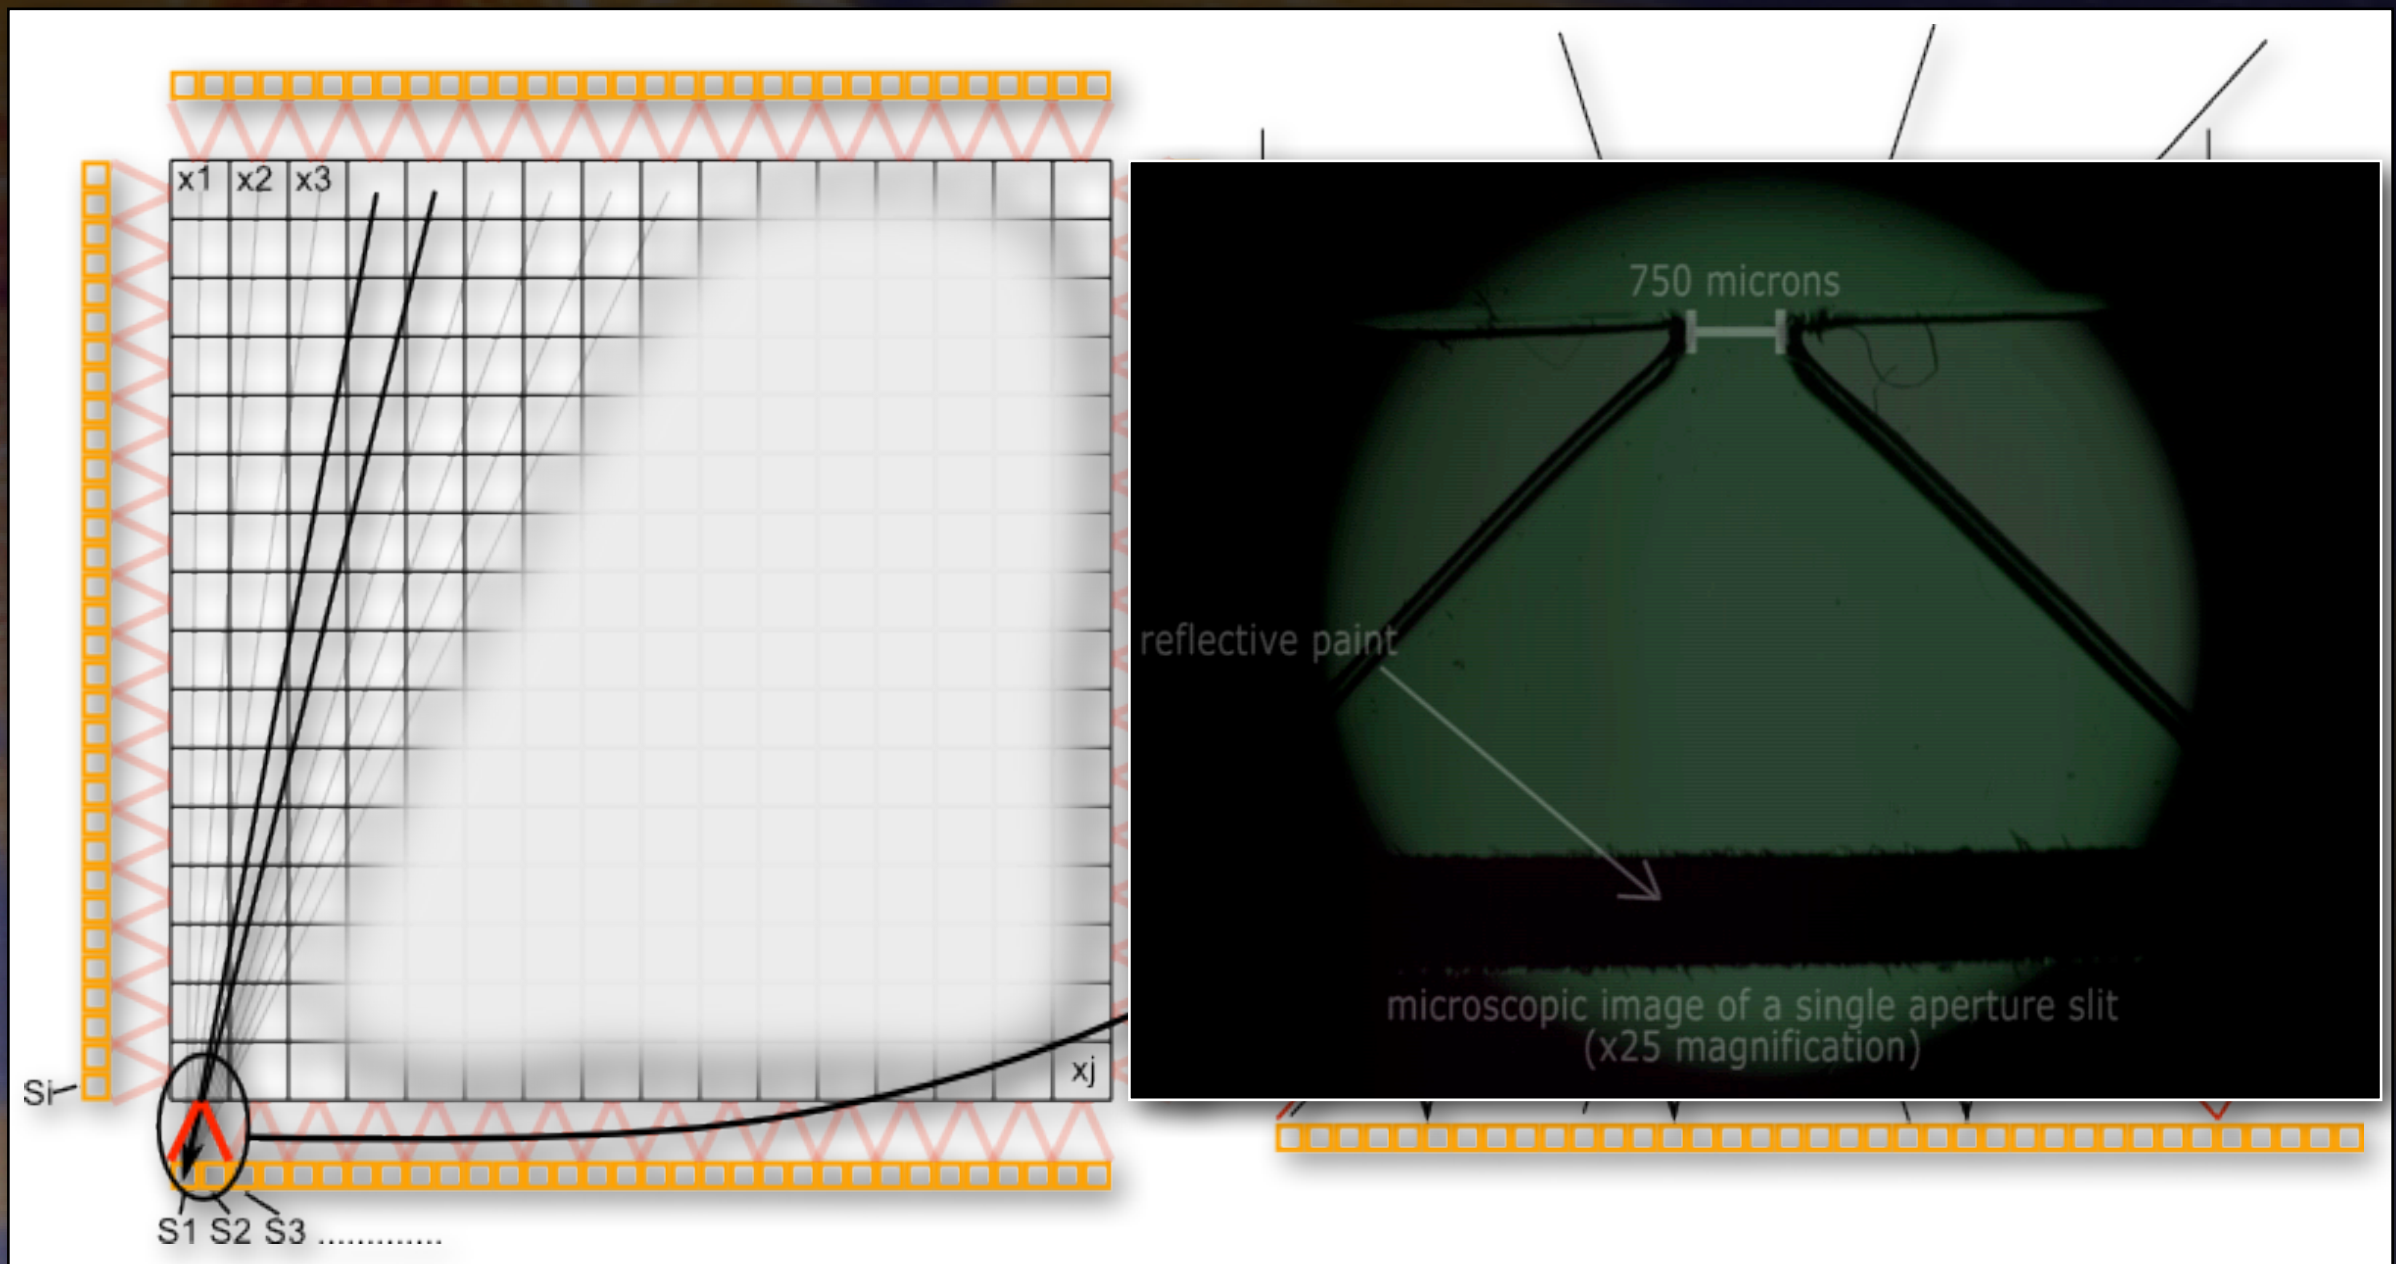 x1 x2 x3
750 microns
reflective paint
microscopic image of a single aperture slit
(x25 magnification)
xj
Si
S1 S2 S3 .............